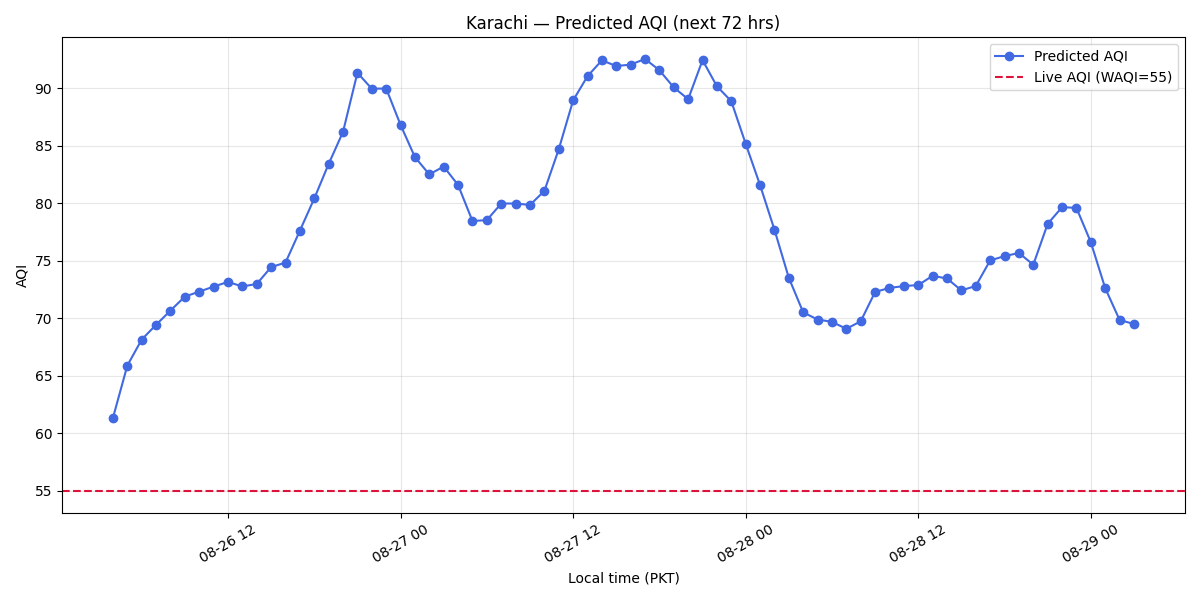 Karachi — Predicted AQI (next 72 hrs)
Predicted AQI
Live AQI (WAQI=55)
AQI
90
85
80
75
70
65
60
55
08-26 12
08-27 00
08-27 12
08-28 00
08-28 12
08-29 00
Local time (PKT)